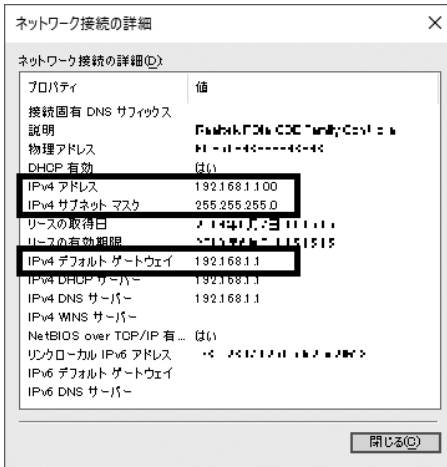 ネットワーク接続の詳細
ネットワーク接続の詳細(D):
プロパティ 値
接続固有 DNS サフィックス
説明
物理アドレス
DHCP 有効 はい
IPv4 アドレス 192.168.1.100
IPv4 サブネット マスク 255.255.255.0
リースの取得日
リースの有効期限
IPv4 デフォルト ゲートウェイ 192.168.1.1
IPv4 DHCP サーバー 192.168.1.1
IPv4 DNS サーバー 192.168.1.1
IPv4 WINS サーバー
NetBIOS over TCP/IP 有... はい
リンクローカル IPv6 アドレス
IPv6 デフォルト ゲートウェイ
IPv6 DNS サーバー
閉じる(C)